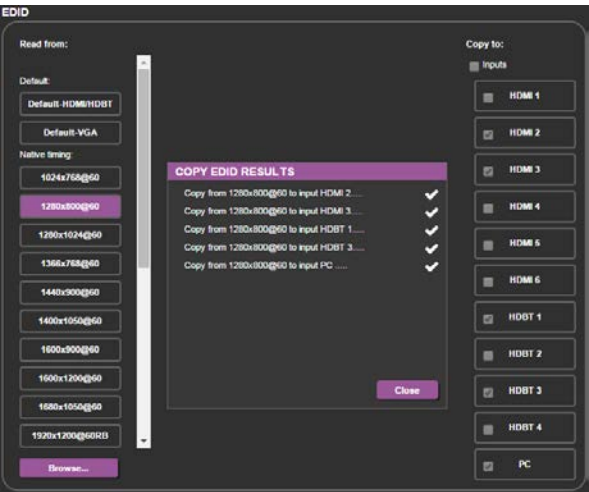 EDID
Read from:
Default:
Default-HDMI/HDBT
Default-VGA
Native timing:
1024x768@60
1280x800@60
1280x1024@60
1366x768@60
1440x900@60
1400x1050@60
1600x900@60
1600x1200@60
1680x1050@60
1920x1200@60RB
Browse...
COPY EDID RESULTS
Copy from 1280x800@60 to input HDMI 2.....
Copy from 1280x800@60 to input HDMI 3.....
Copy from 1280x800@60 to input HDBT 1.....
Copy from 1280x800@60 to input HDBT 3.....
Copy from 1280x800@60 to input PC .....
Close
Copy to:
Inputs
HDMI 1
HDMI 2
HDMI 3
HDMI 4
HDMI 5
HDMI 6
HDBT 1
HDBT 2
HDBT 3
HDBT 4
PC